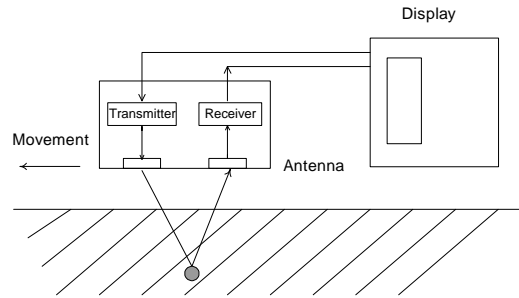 Display
Transmitter
Receiver
Movement
Antenna